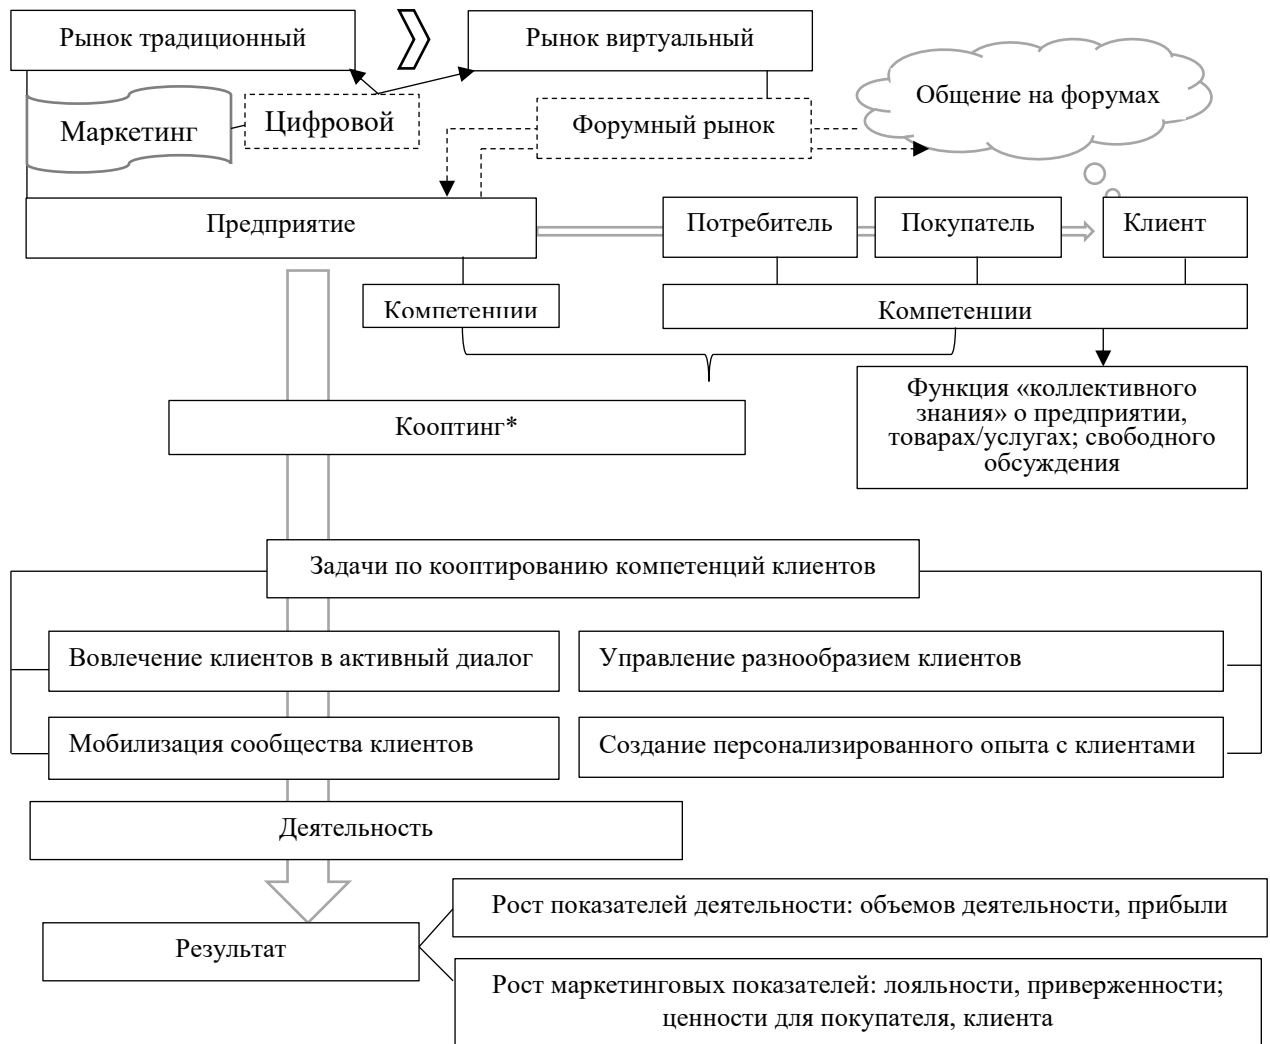 Рынок традиционный
Рынок виртуальный
Общение на форумах
Маркетинг
Цифровой
Форумный рынок
Предприятие
Потребитель
Покупатель
Клиент
Компетенции
Компетенции
Функция «коллективного
знания» о предприятии,
товарах/услугах; свободного
обсуждения
Кооптинг*
Задачи по кооптированию компетенций клиентов
Вовлечение клиентов в активный диалог
Управление разнообразием клиентов
Мобилизация сообщества клиентов
Создание персонализированного опыта с клиентами
Деятельность
Рост показателей деятельности: объемов деятельности, прибыли
Результат
Рост маркетинговых показателей: лояльности, приверженности;
ценности для покупателя, клиента